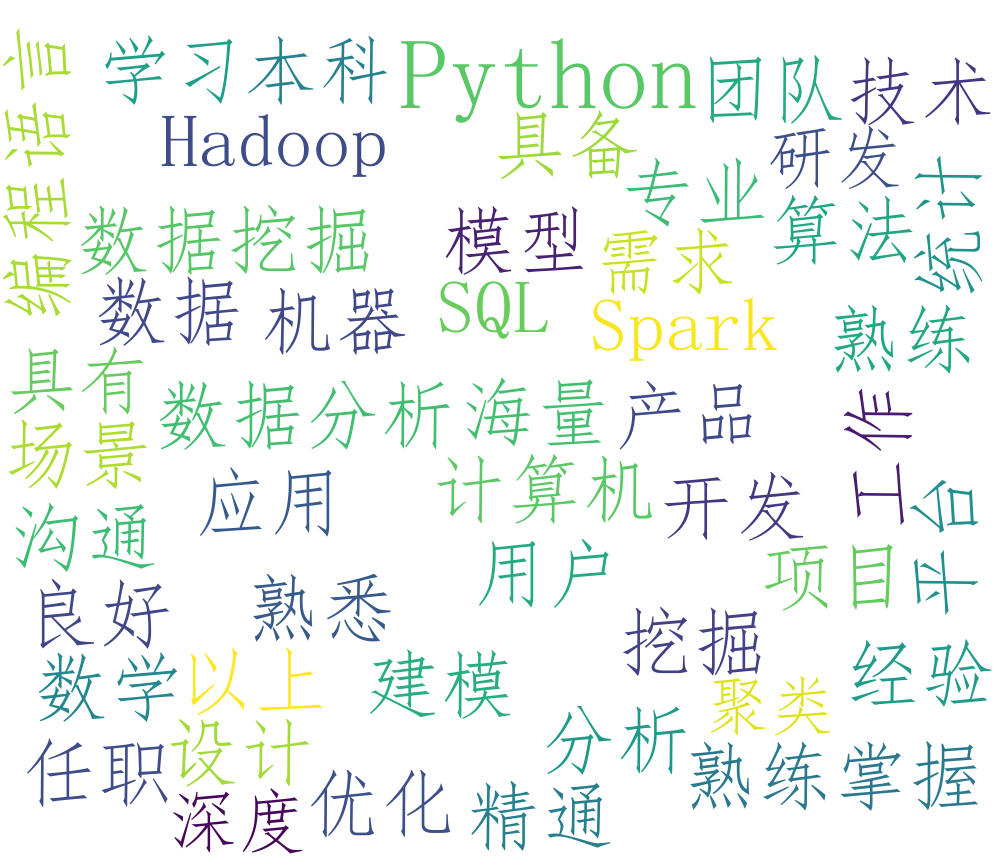 编程语言
学习
本科
Python
团队
技术
Hadoop
具备
研发
专业
统计
算法
数据挖掘
模型
需求
数据
机器
SQL
Spark
熟练
具有
数据分析
海量
产品
工作
场景
应用
计算机
开发
平台
沟通
用户
项目
良好
熟悉
挖掘
经验
数学
以上
建模
聚类
设计
分析
任职
熟练掌握
深度
优化
精通